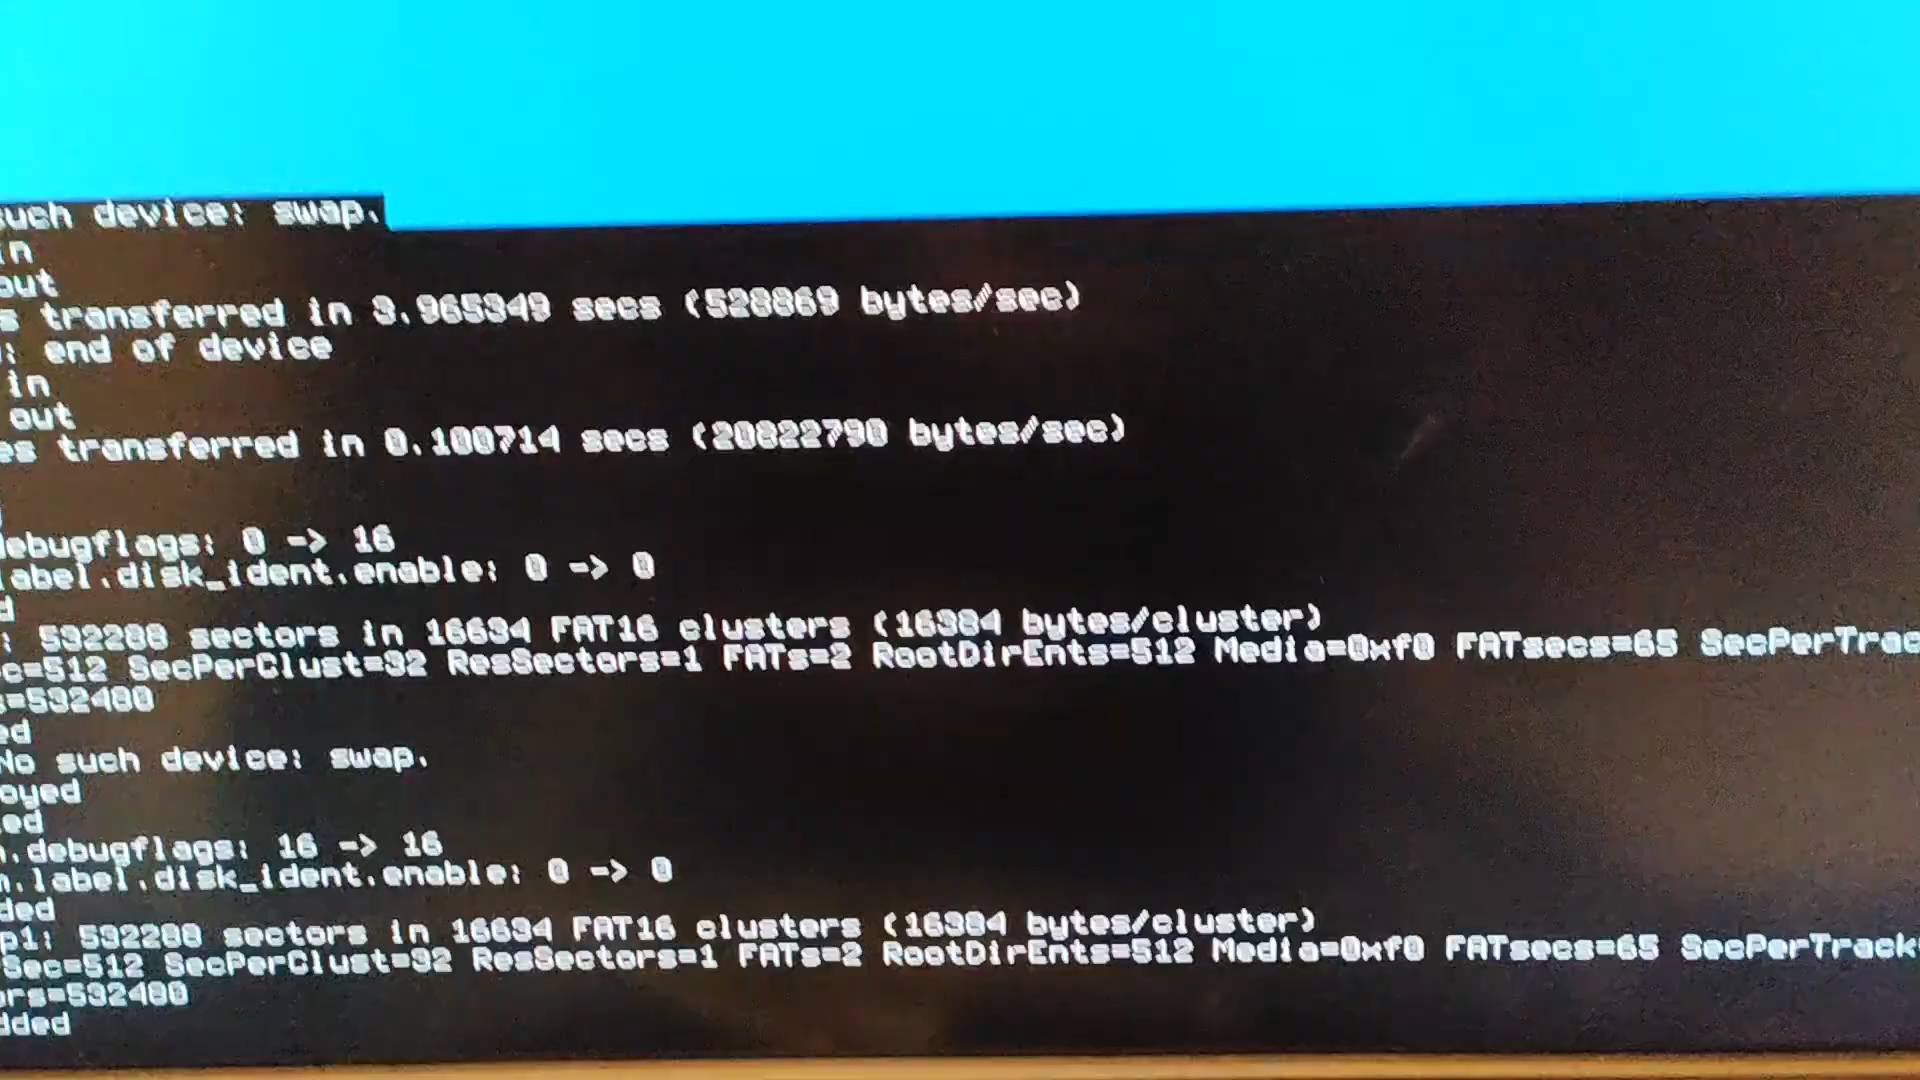 such device: swap.
in
out
s transferred in 3.965349 secs (528869 bytes/sec)
: end of device
in
out
es transferred in 0.100714 secs (20822790 bytes/sec)
debugflags: 0 -> 16
label.disk_ident.enable: 0 -> 0
d
: 532288 sectors in 16634 FAT16 clusters (16384 bytes/cluster)
c=512 SecPerClust=32 ResSectors=1 FATs=2 RootDirEnts=512 Media=0xf0 FATsecs=65 SecPerTrac
s=532480
ed
No such device: swap.
oyed
ed
.debugflags: 16 -> 16
m.label.disk_ident.enable: 0 -> 0
ded
p1: 532288 sectors in 16634 FAT16 clusters (16384 bytes/cluster)
Sec=512 SecPerClust=32 ResSectors=1 FATs=2 RootDirEnts=512 Media=0xf0 FATsecs=65 SecPerTrack
ors=532480
dded